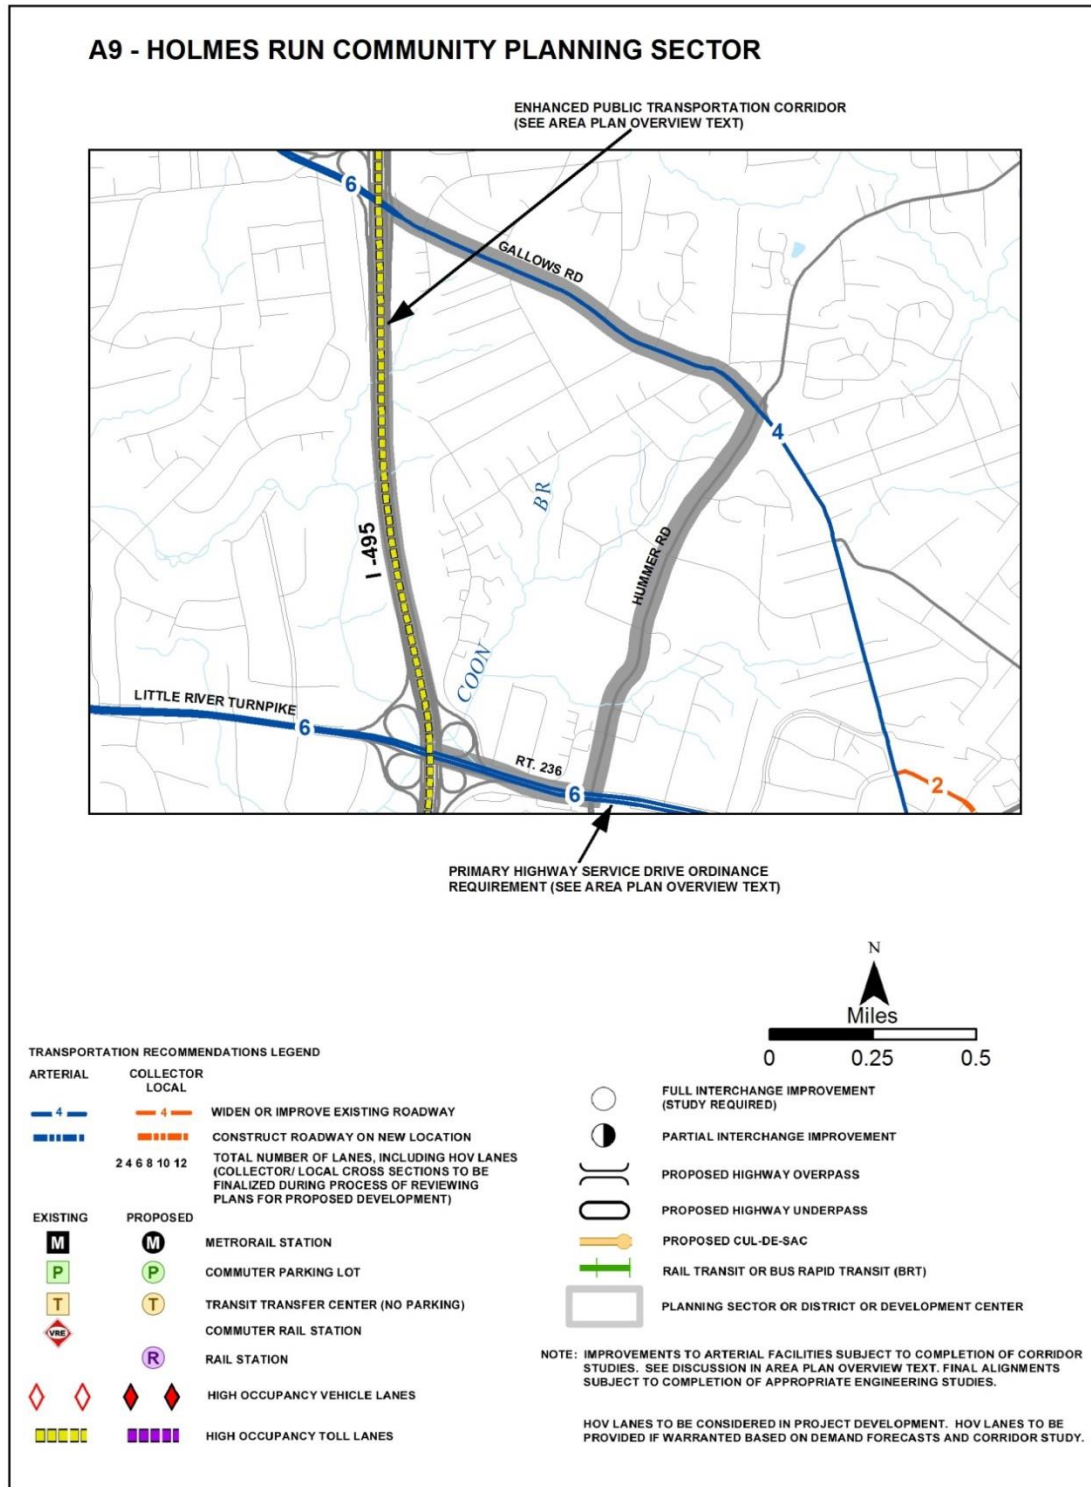 A9 - HOLMES RUN COMMUNITY PLANNING SECTOR
ENHANCED PUBLIC TRANSPORTATION CORRIDOR
(SEE AREA PLAN OVERVIEW TEXT)
6
GALLOWS RD
4
BR
HUMMER RD
I -495
COON
LITTLE RIVER TURNPIKE
6
RT. 236
6
2
PRIMARY HIGHWAY SERVICE DRIVE ORDINANCE
REQUIREMENT (SEE AREA PLAN OVERVIEW TEXT)
N
Miles
0 0.25 0.5
TRANSPORTATION RECOMMENDATIONS LEGEND
ARTERIAL COLLECTOR
LOCAL
4 4 WIDEN OR IMPROVE EXISTING ROADWAY
CONSTRUCT ROADWAY ON NEW LOCATION
2 4 6 8 10 12 TOTAL NUMBER OF LANES, INCLUDING HOV LANES
(COLLECTOR/ LOCAL CROSS SECTIONS TO BE
FINALIZED DURING PROCESS OF REVIEWING
PLANS FOR PROPOSED DEVELOPMENT)
EXISTING PROPOSED
M M METRORAIL STATION
P P COMMUTER PARKING LOT
T T TRANSIT TRANSFER CENTER (NO PARKING)
VRE COMMUTER RAIL STATION
R RAIL STATION
HIGH OCCUPANCY VEHICLE LANES
HIGH OCCUPANCY TOLL LANES
FULL INTERCHANGE IMPROVEMENT
(STUDY REQUIRED)
PARTIAL INTERCHANGE IMPROVEMENT
PROPOSED HIGHWAY OVERPASS
PROPOSED HIGHWAY UNDERPASS
PROPOSED CUL-DE-SAC
RAIL TRANSIT OR BUS RAPID TRANSIT (BRT)
PLANNING SECTOR OR DISTRICT OR DEVELOPMENT CENTER
NOTE: IMPROVEMENTS TO ARTERIAL FACILITIES SUBJECT TO COMPLETION OF CORRIDOR
STUDIES. SEE DISCUSSION IN AREA PLAN OVERVIEW TEXT. FINAL ALIGNMENTS
SUBJECT TO COMPLETION OF APPROPRIATE ENGINEERING STUDIES.
HOV LANES TO BE CONSIDERED IN PROJECT DEVELOPMENT. HOV LANES TO BE
PROVIDED IF WARRANTED BASED ON DEMAND FORECASTS AND CORRIDOR STUDY.